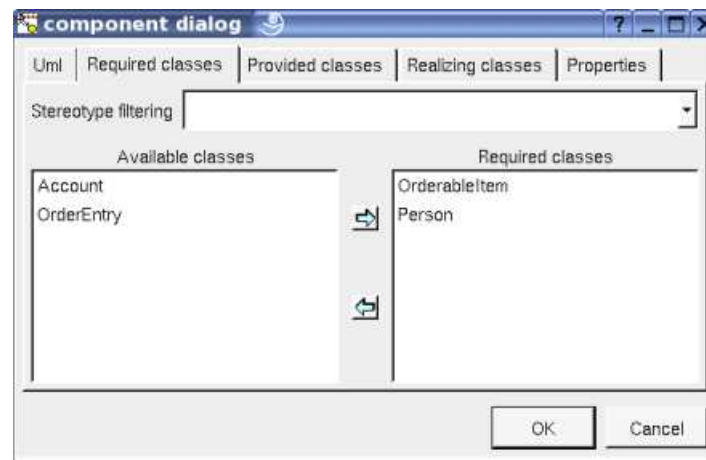 component dialog
Uml Required classes Provided classes Realizing classes Properties
Stereotype filtering
Available classes Required classes
Account OrderableItem
OrderEntry Person
OK Cancel